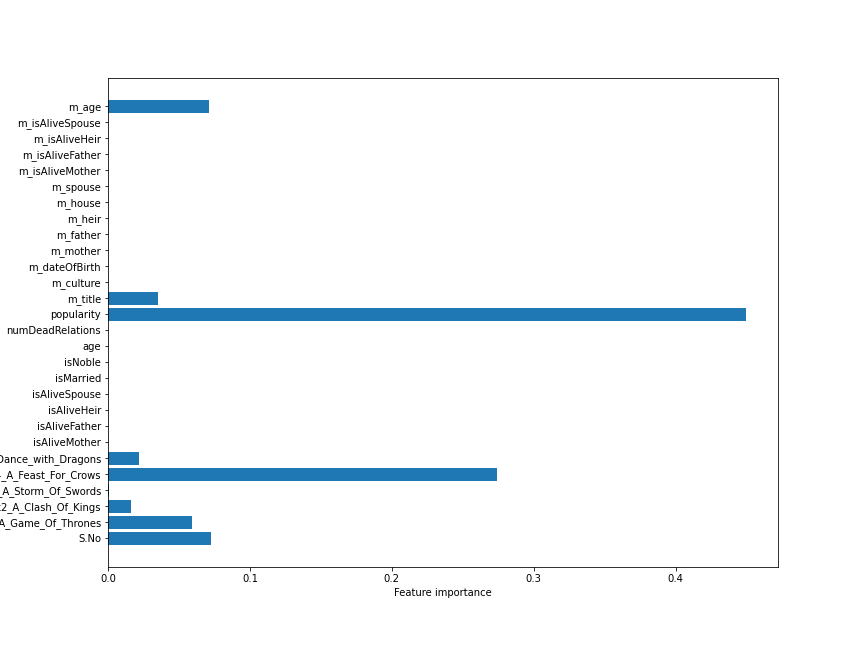 m_age
m_isAliveSpouse
m_isAliveHeir
m_isAliveFather
m_isAliveMother
m_spouse
m_house
m_heir
m_father
m_mother
m_dateOfBirth
m_culture
m_title
popularity
numDeadRelations
age
isNoble
isMarried
isAliveSpouse
isAliveHeir
isAliveFather
isAliveMother
Dance_with_Dragons
_A_Feast_For_Crows
_A_Storm_Of_Swords
2_A_Clash_Of_Kings
A_Game_Of_Thrones
S.No
0.0 0.1 0.2 0.3 0.4
Feature importance